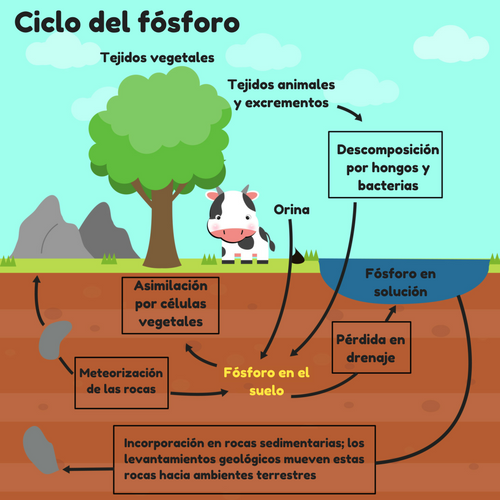 Ciclo del fósforo
Tejidos vegetales
Tejidos animales
y excrementos
Descomposición
por hongos y
bacterias
Orina
Fósforo en
solución
Asimilación
por células
vegetales
Pérdida en
drenaje
Meteorización
de las rocas
Fósforo en el
suelo
Incorporación en rocas sedimentarias; los
levantamientos geológicos mueven estas
rocas hacia ambientes terrestres